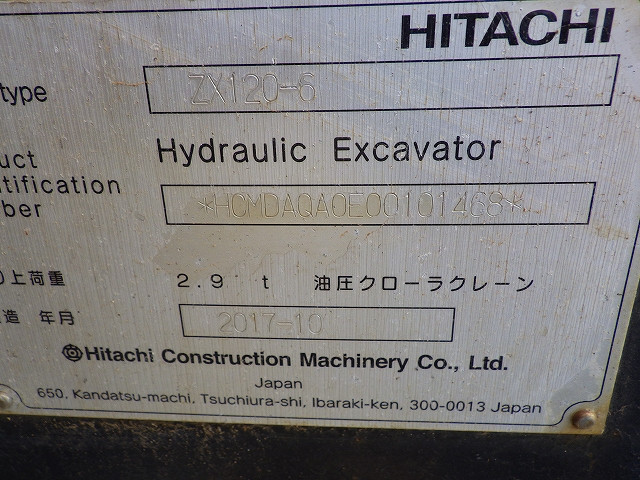 HITACHI
type
ZX120-6
Hydraulic Excavator
uct
ntification
ber
*HCMDAQA0E00101468*
り上荷重 2.9 t 油圧クローラクレーン
造 年月 2017-10
Hitachi Construction Machinery Co., Ltd.
Japan
650, Kandatsu-machi, Tsuchiura-shi, Ibaraki-ken, 300-0013 Japan